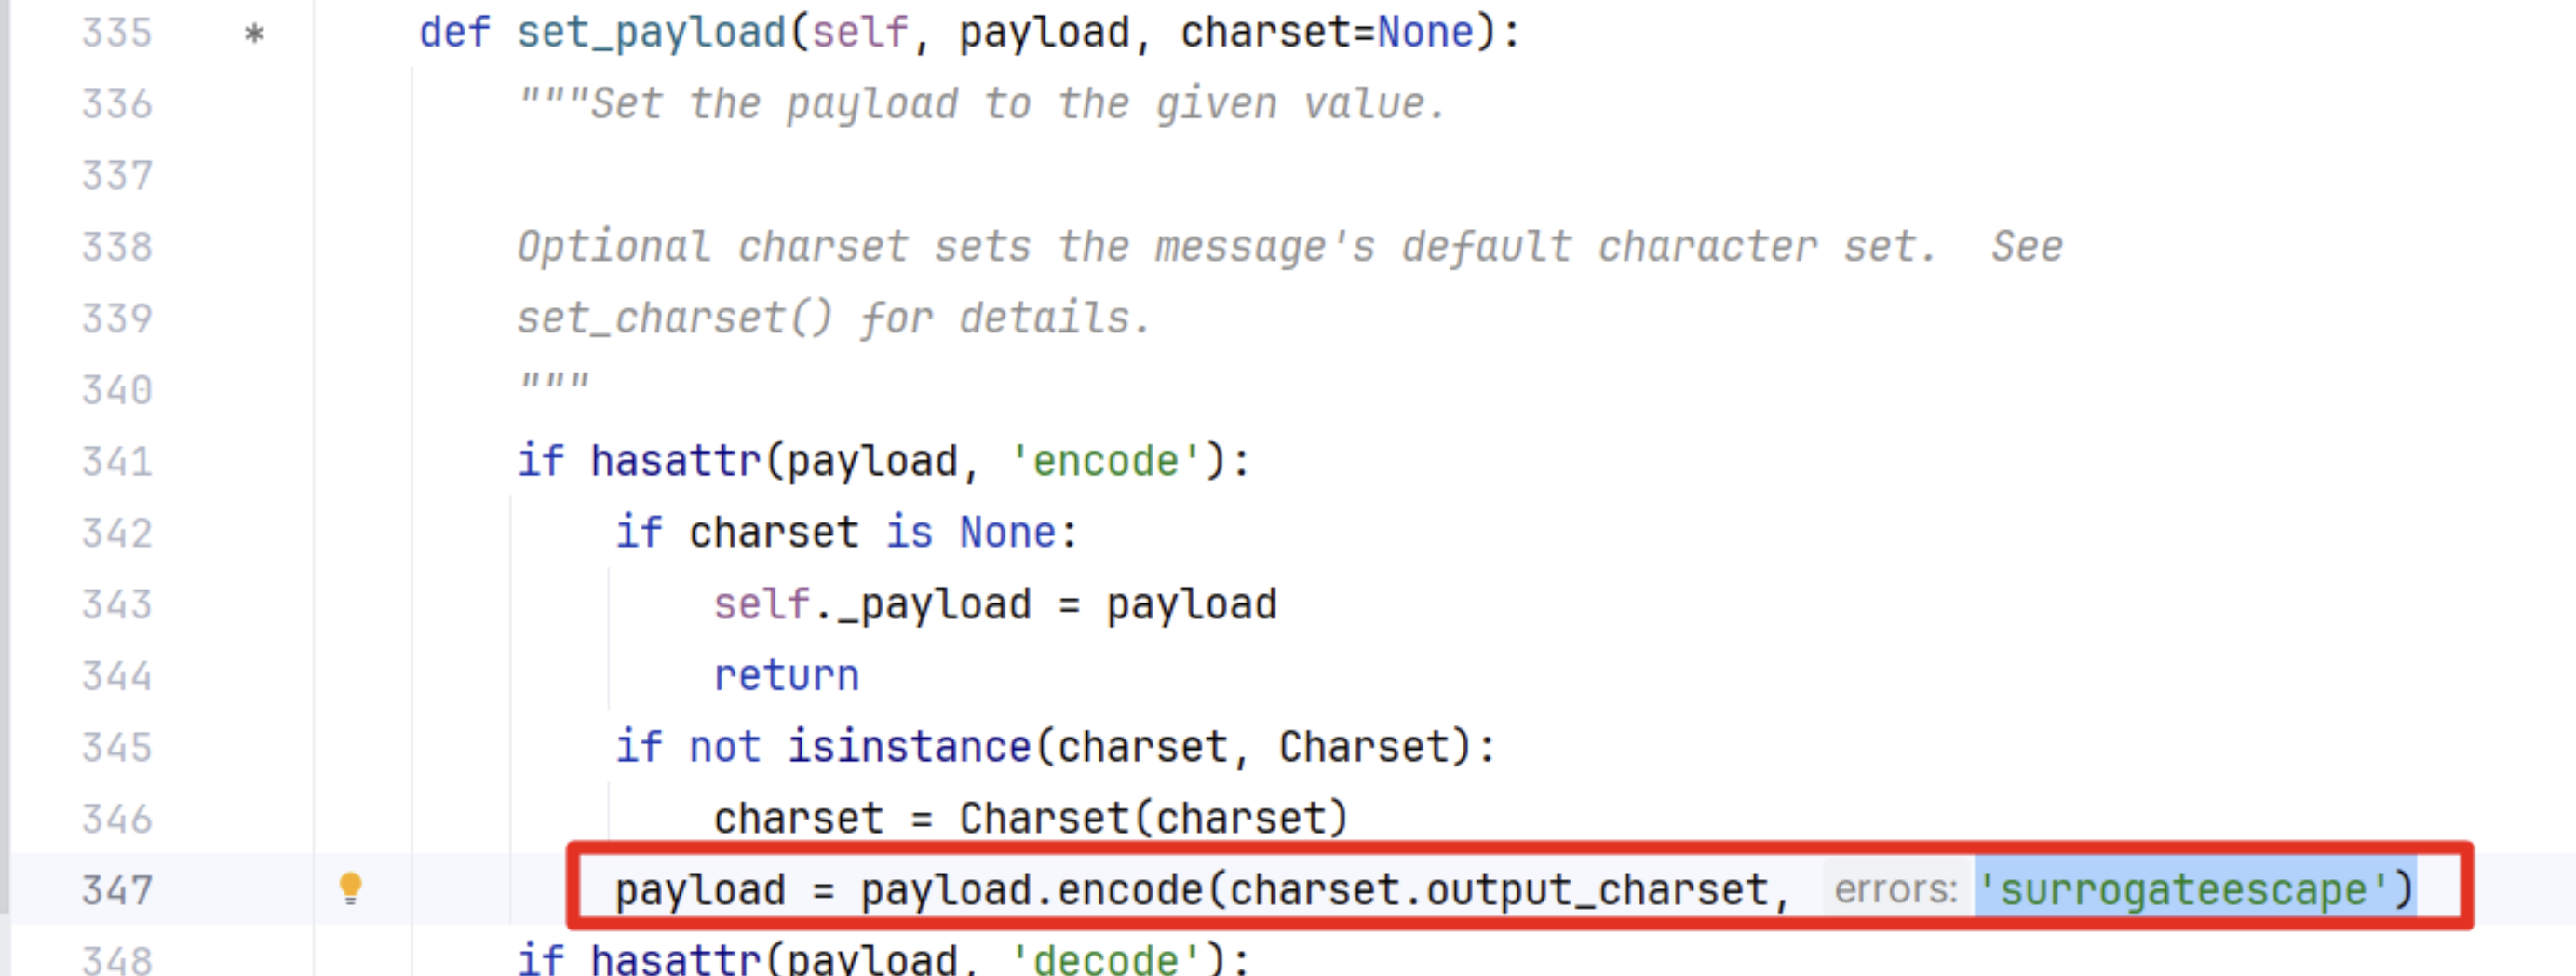 335 * def set_payload(self, payload, charset=None):
336 """Set the payload to the given value.
337
338 Optional charset sets the message's default character set.  See
339 set_charset() for details.
340 """
341 if hasattr(payload, 'encode'):
342 if charset is None:
343 self._payload = payload
344 return
345 if not isinstance(charset, Charset):
346 charset = Charset(charset)
347 payload = payload.encode(charset.output_charset, errors: 'surrogateescape')
348 if hasattr(payload, 'decode'):